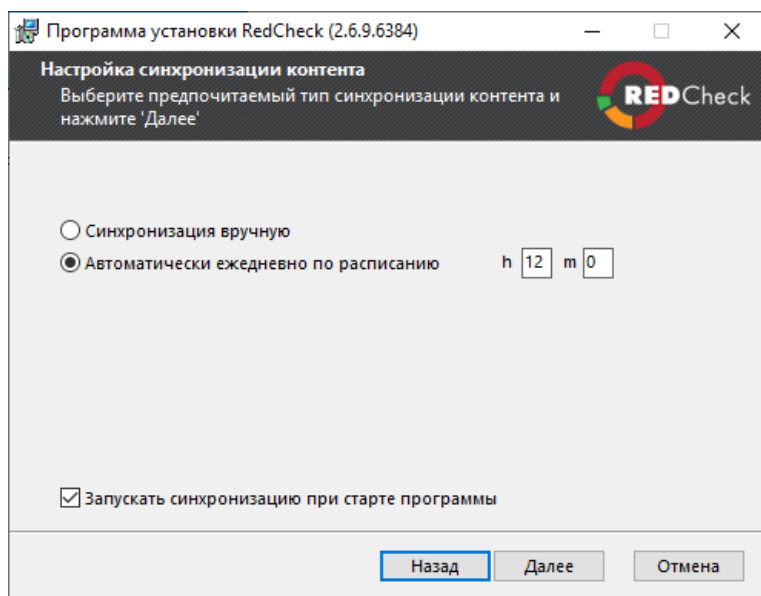 Программа установки RedCheck (2.6.9.6384)
Настройка синхронизации контента
Выберите предпочитаемый тип синхронизации контента и
нажмите 'Далее'
REDCheck
Синхронизация вручную
Автоматически ежедневно по расписанию h 12 m 0
Запускать синхронизацию при старте программы
Назад Далее Отмена